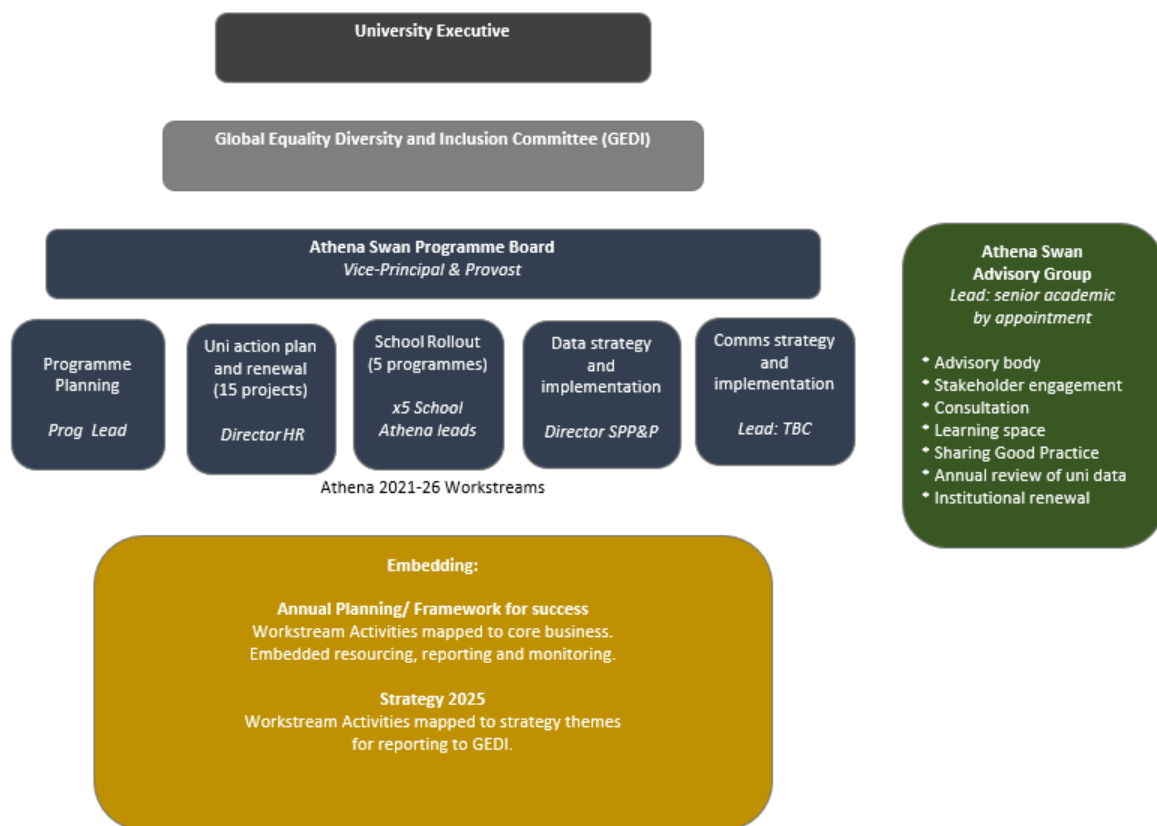 University Executive
Global Equality Diversity and Inclusion Committee (GEDI)
Athena Swan Programme Board
Vice-Principal & Provost
Programme
Planning
Prog Lead
Uni action plan
and renewal
(15 projects)
Director HR
School Rollout
(5 programmes)
x5 School
Athena leads
Data strategy
and
implementation
Director SPP&P
Comms strategy
and
implementation
Lead: TBC
Athena 2021-26 Workstreams
Athena Swan
Advisory Group
Lead: senior academic
by appointment
* Advisory body
* Stakeholder engagement
* Consultation
* Learning space
* Sharing Good Practice
* Annual review of uni data
* Institutional renewal
Embedding:
Annual Planning/ Framework for success
Workstream Activities mapped to core business.
Embedded resourcing, reporting and monitoring.
Strategy 2025
Workstream Activities mapped to strategy themes
for reporting to GEDI.